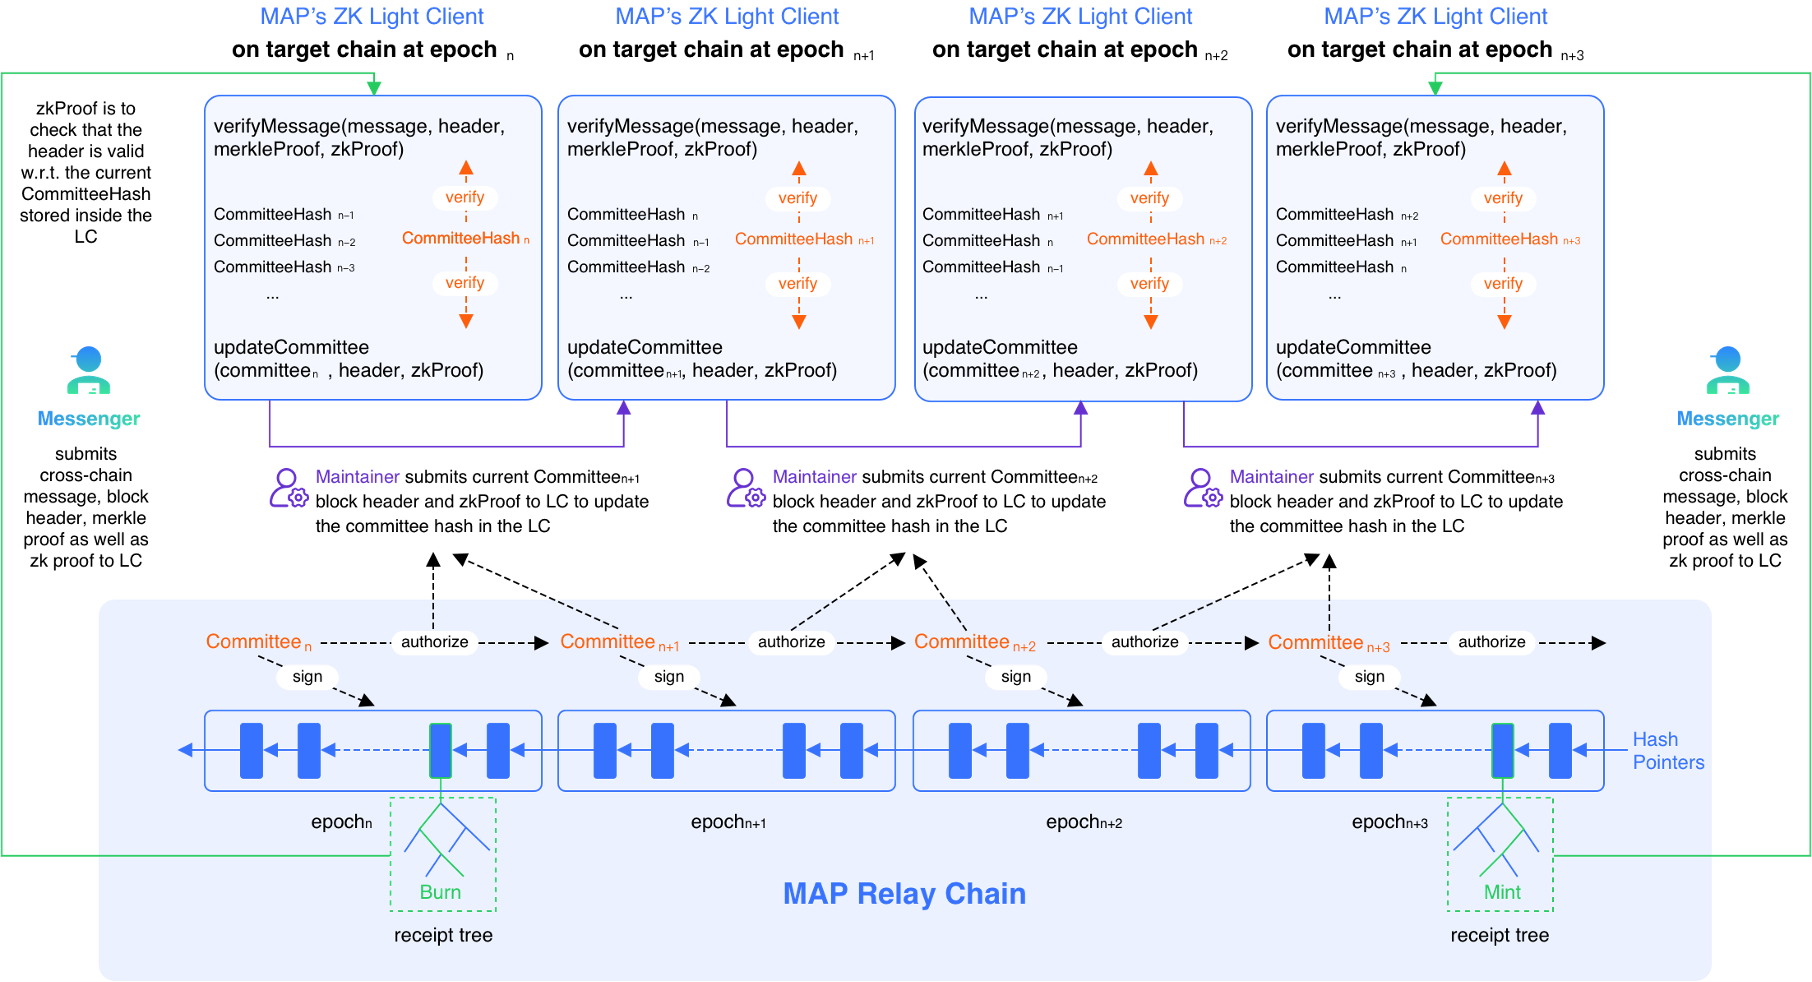 MAP's ZK Light Client
on target chain at epoch n
MAP's ZK Light Client
on target chain at epoch n+1
MAP's ZK Light Client
on target chain at epoch n+2
MAP's ZK Light Client
on target chain at epoch n+3
zkProof is to
check that the
header is valid
w.r.t. the current
CommitteeHash
stored inside the
LC
verifyMessage(message, header,
merkleProof, zkProof)
verify
CommitteeHash n−1
CommitteeHash n−2
CommitteeHash n
CommitteeHash n−3
verify
...
updateCommittee
(committee n , header, zkProof)
verifyMessage(message, header,
merkleProof, zkProof)
verify
CommitteeHash n
CommitteeHash n−1
CommitteeHash n+1
CommitteeHash n−2
verify
...
updateCommittee
(committee n+1, header, zkProof)
verifyMessage(message, header,
merkleProof, zkProof)
verify
CommitteeHash n+1
CommitteeHash n
CommitteeHash n+2
CommitteeHash n−1
verify
...
updateCommittee
(committee n+2 , header, zkProof)
verifyMessage(message, header,
merkleProof, zkProof)
verify
CommitteeHash n+2
CommitteeHash n+1
CommitteeHash n+3
CommitteeHash n
verify
...
updateCommittee
(committee n+3 , header, zkProof)
Messenger
submits
cross-chain
message, block
header, merkle
proof as well as
zk proof to LC
Maintainer submits current Committee n+1
block header and zkProof to LC to update
the committee hash in the LC
Maintainer submits current Committee n+2
block header and zkProof to LC to update
the committee hash in the LC
Maintainer submits current Committee n+3
block header and zkProof to LC to update
the committee hash in the LC
Messenger
submits
cross-chain
message, block
header, merkle
proof as well as
zk proof to LC
Committee n
authorize
Committee n+1
authorize
Committee n+2
authorize
Committee n+3
authorize
sign
sign
sign
sign
Hash
Pointers
epoch n
epoch n+1
epoch n+2
epoch n+3
Burn
Mint
MAP Relay Chain
receipt tree
receipt tree